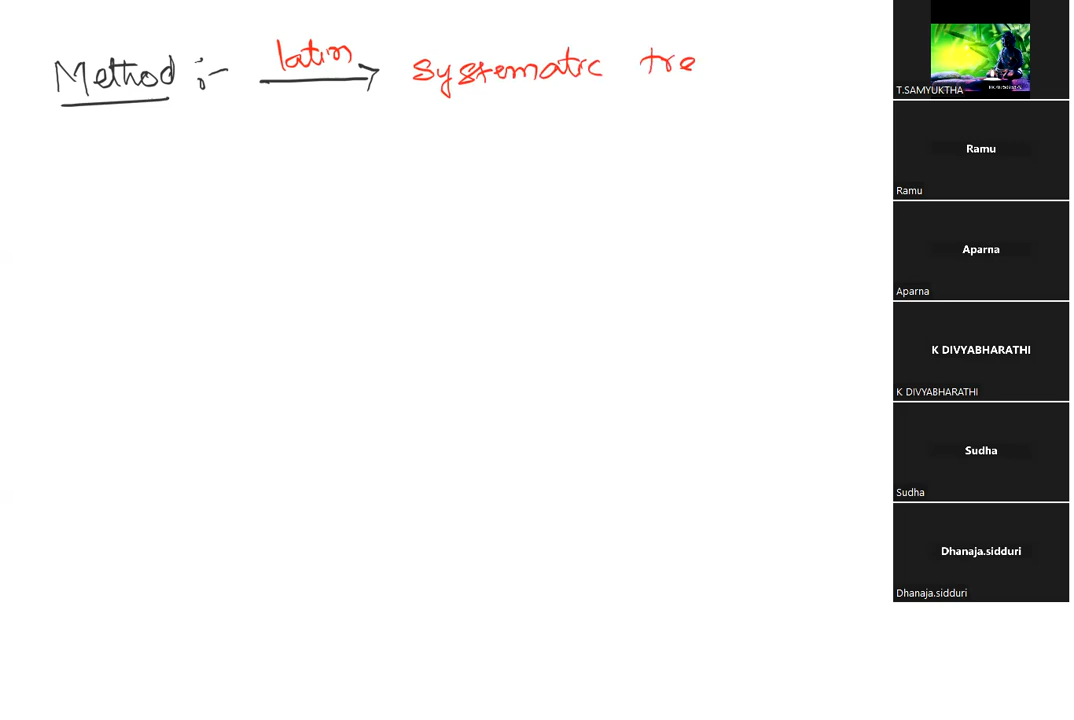 Method :- latin → Systematic tre
T.SAMYUKTHA
Ramu
Ramu
Aparna
Aparna
K DIVYABHARATHI
K DIVYABHARATHI
Sudha
Sudha
Dhanaja.sidduri
Dhanaja.sidduri